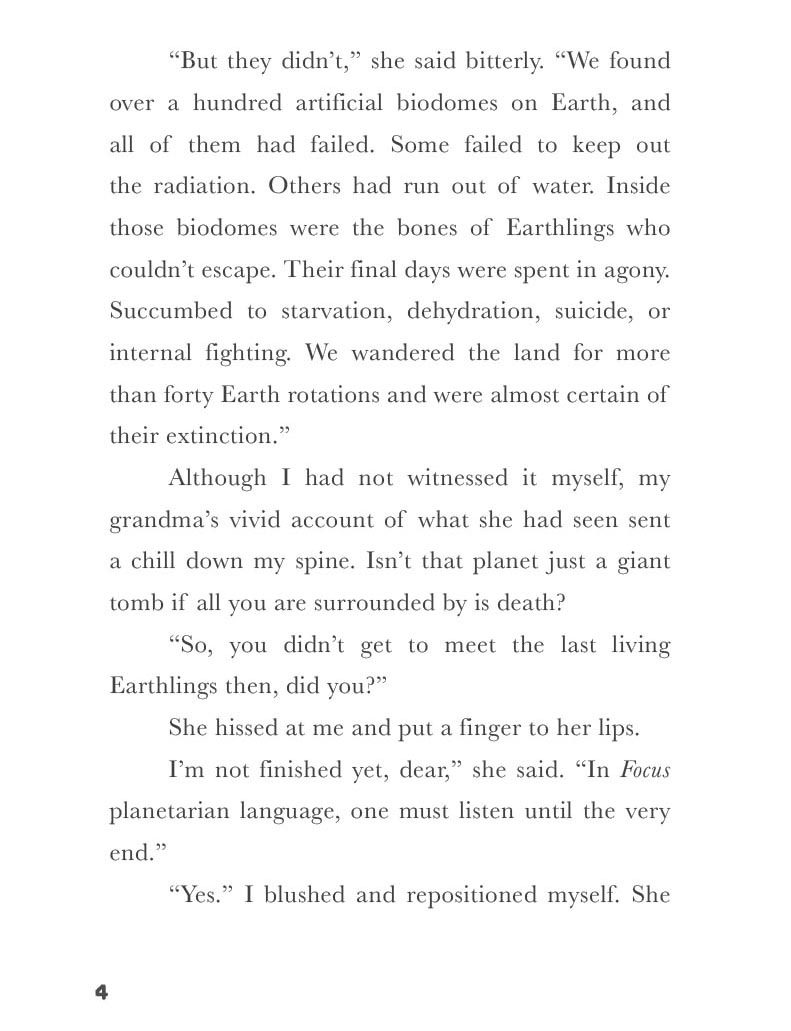 “But they didn’t,” she said bitterly. “We found
over a hundred artificial biodomes on Earth, and
all of them had failed. Some failed to keep out
the radiation. Others had run out of water. Inside
those biodomes were the bones of Earthlings who
couldn’t escape. Their final days were spent in agony.
Succumbed to starvation, dehydration, suicide, or
internal fighting. We wandered the land for more
than forty Earth rotations and were almost certain of
their extinction.”
Although I had not witnessed it myself, my
grandma’s vivid account of what she had seen sent
a chill down my spine. Isn’t that planet just a giant
tomb if all you are surrounded by is death?
“So, you didn’t get to meet the last living
Earthlings then, did you?”
She hissed at me and put a finger to her lips.
I’m not finished yet, dear,” she said. “In Focus
planetarian language, one must listen until the very
end.”
“Yes.” I blushed and repositioned myself. She
4